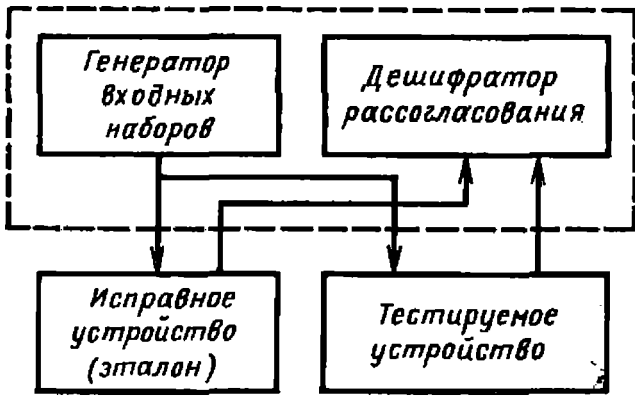 Генератор
входных
наборов
Дешифратор
рассогласования
Исправное
устройство
(эталон)
Тестируемое
устройство